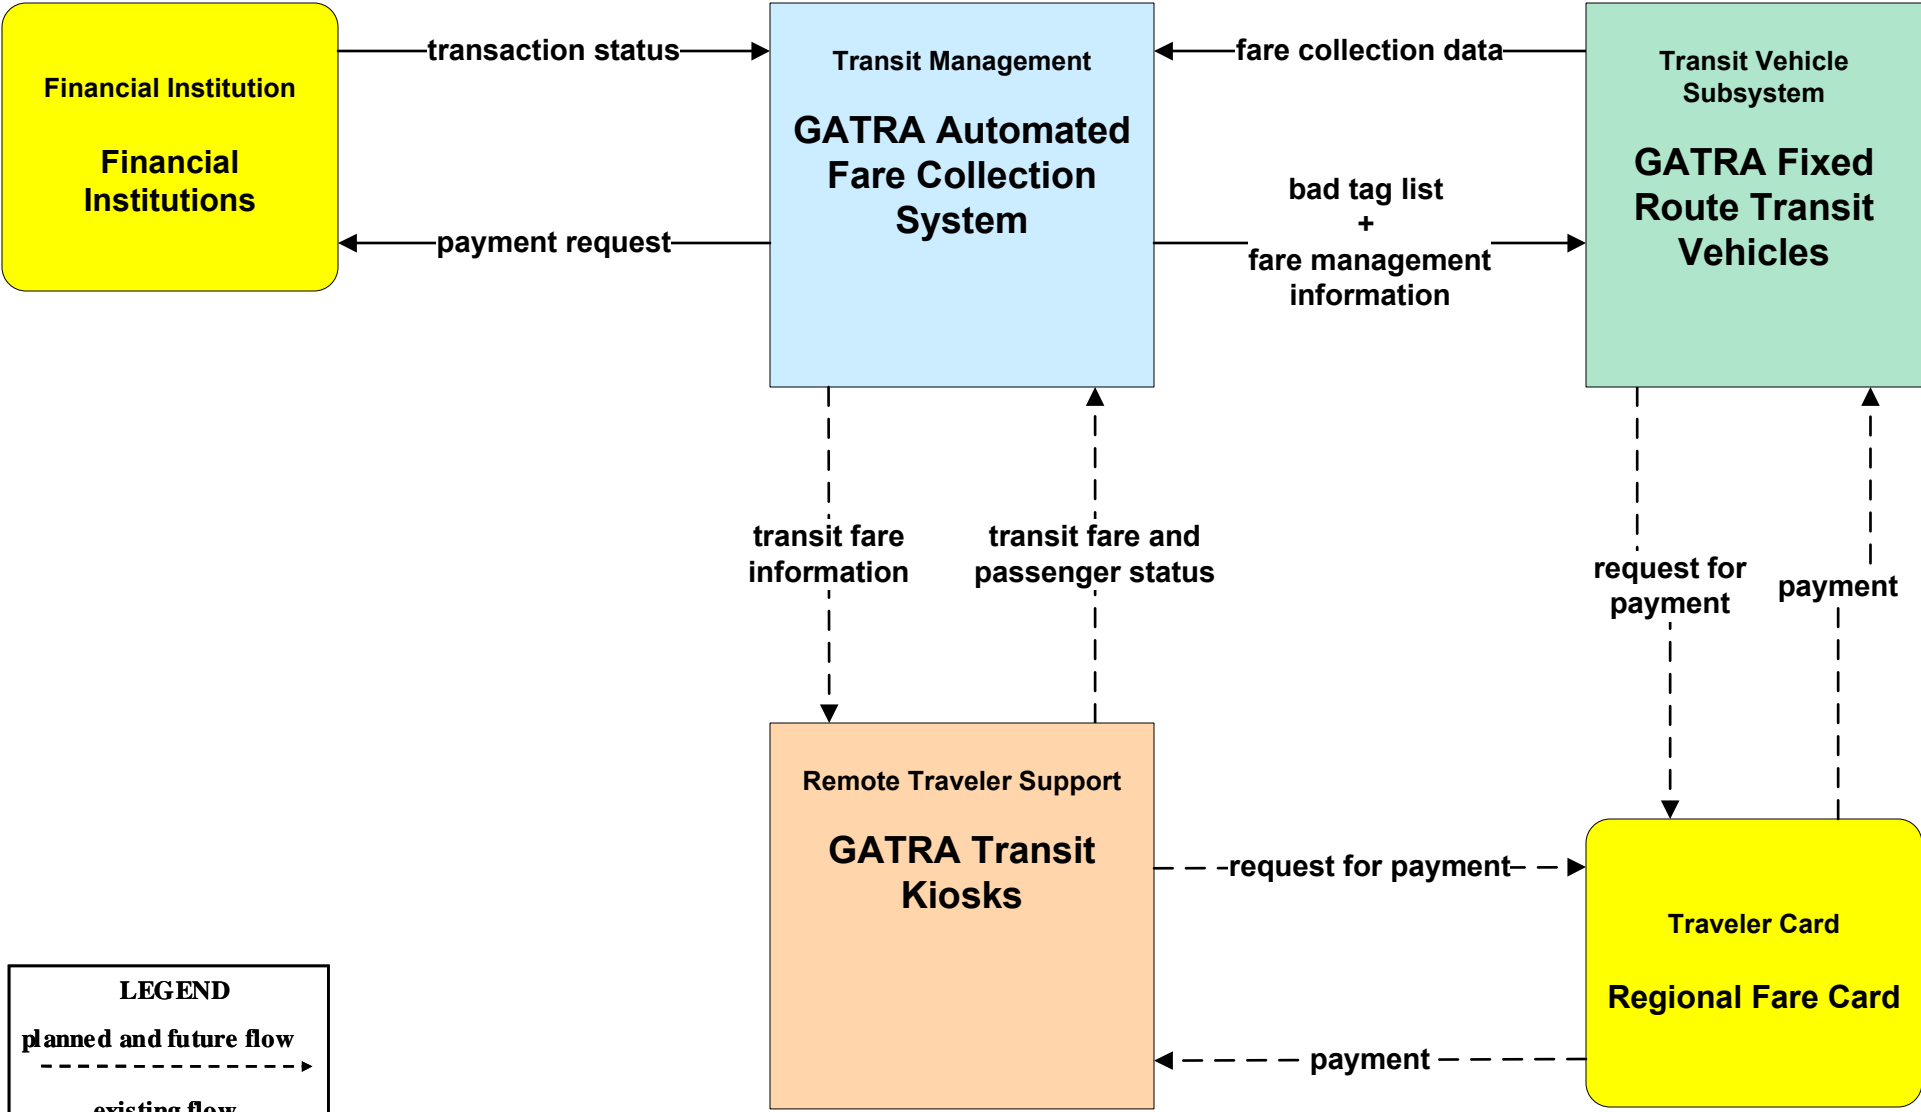 Financial Institution
Financial
Institutions
transaction status
payment request
Transit Management
GATRA Automated
Fare Collection
System
fare collection data
bad tag list
+
fare management
information
Transit Vehicle
Subsystem
GATRA Fixed
Route Transit
Vehicles
transit fare
information
transit fare and
passenger status
request for
payment
payment
Remote Traveler Support
GATRA Transit
Kiosks
request for payment
payment
Traveler Card
Regional Fare Card
LEGEND
planned and future flow
existing flow